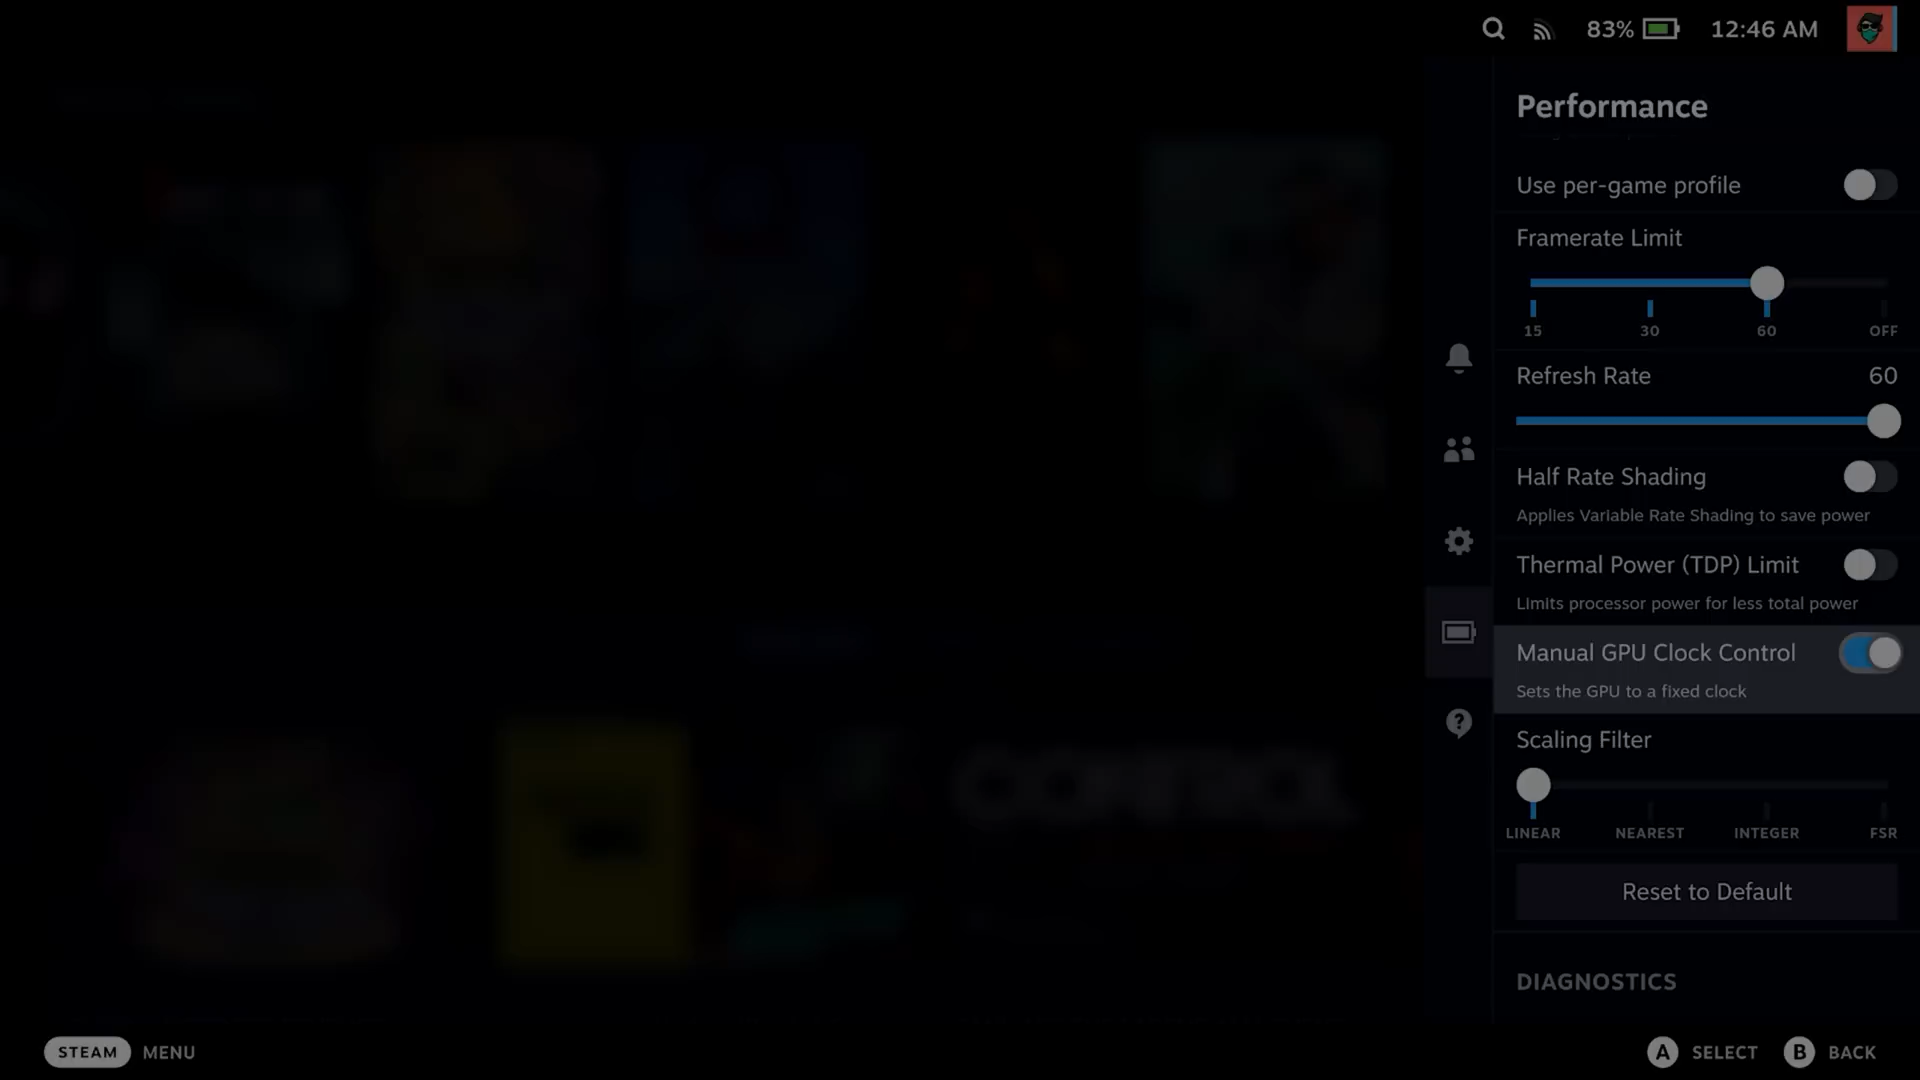 83%
12:46 AM
Performance
Use per-game profile
Framerate Limit
15 30 60 OFF
Refresh Rate 60
Half Rate Shading
Applies Variable Rate Shading to save power
Thermal Power (TDP) Limit
Limits processor power for less total power
Manual GPU Clock Control
Sets the GPU to a fixed clock
Scaling Filter
LINEAR NEAREST INTEGER FSR
Reset to Default
DIAGNOSTICS
CONTROL
STEAM MENU
A SELECT B BACK